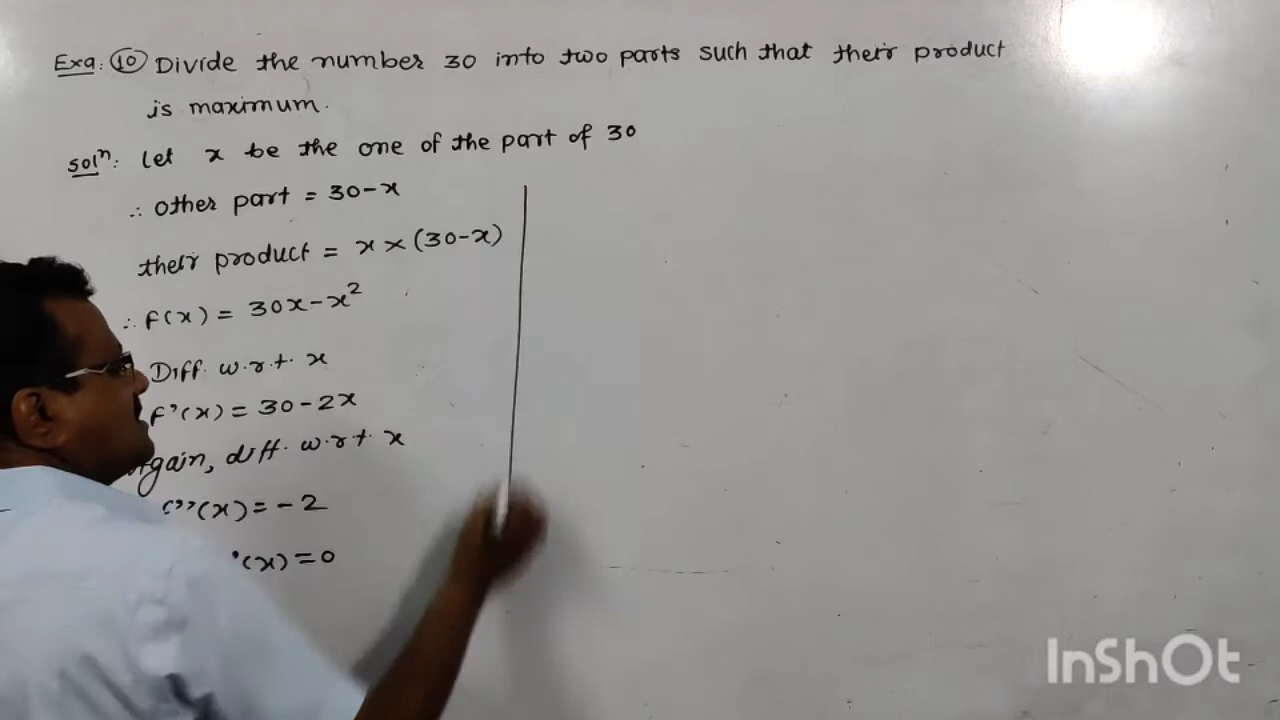 Exa: 10 Divide the number 30 into two parts such that their product
is maximum.
solⁿ: Let x be the one of the part of 30
∴ other part = 30-x
their product = x × (30-x)
∴ f(x) = 30x-x²
Diff. w.r.t. x
f'(x) = 30-2x
Again, diff. w.r.t. x
f''(x) = -2
'(x) = 0
InShOt